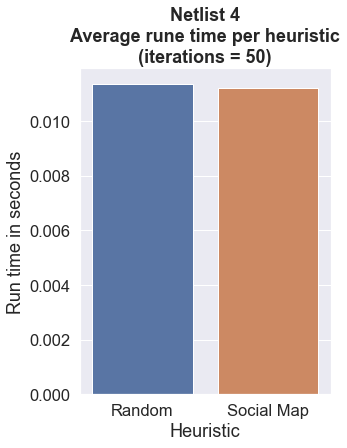 Netlist 4
Average rune time per heuristic
(iterations = 50)
Run time in seconds
0.010
0.008
0.006
0.004
0.002
0.000
Random Social Map
Heuristic